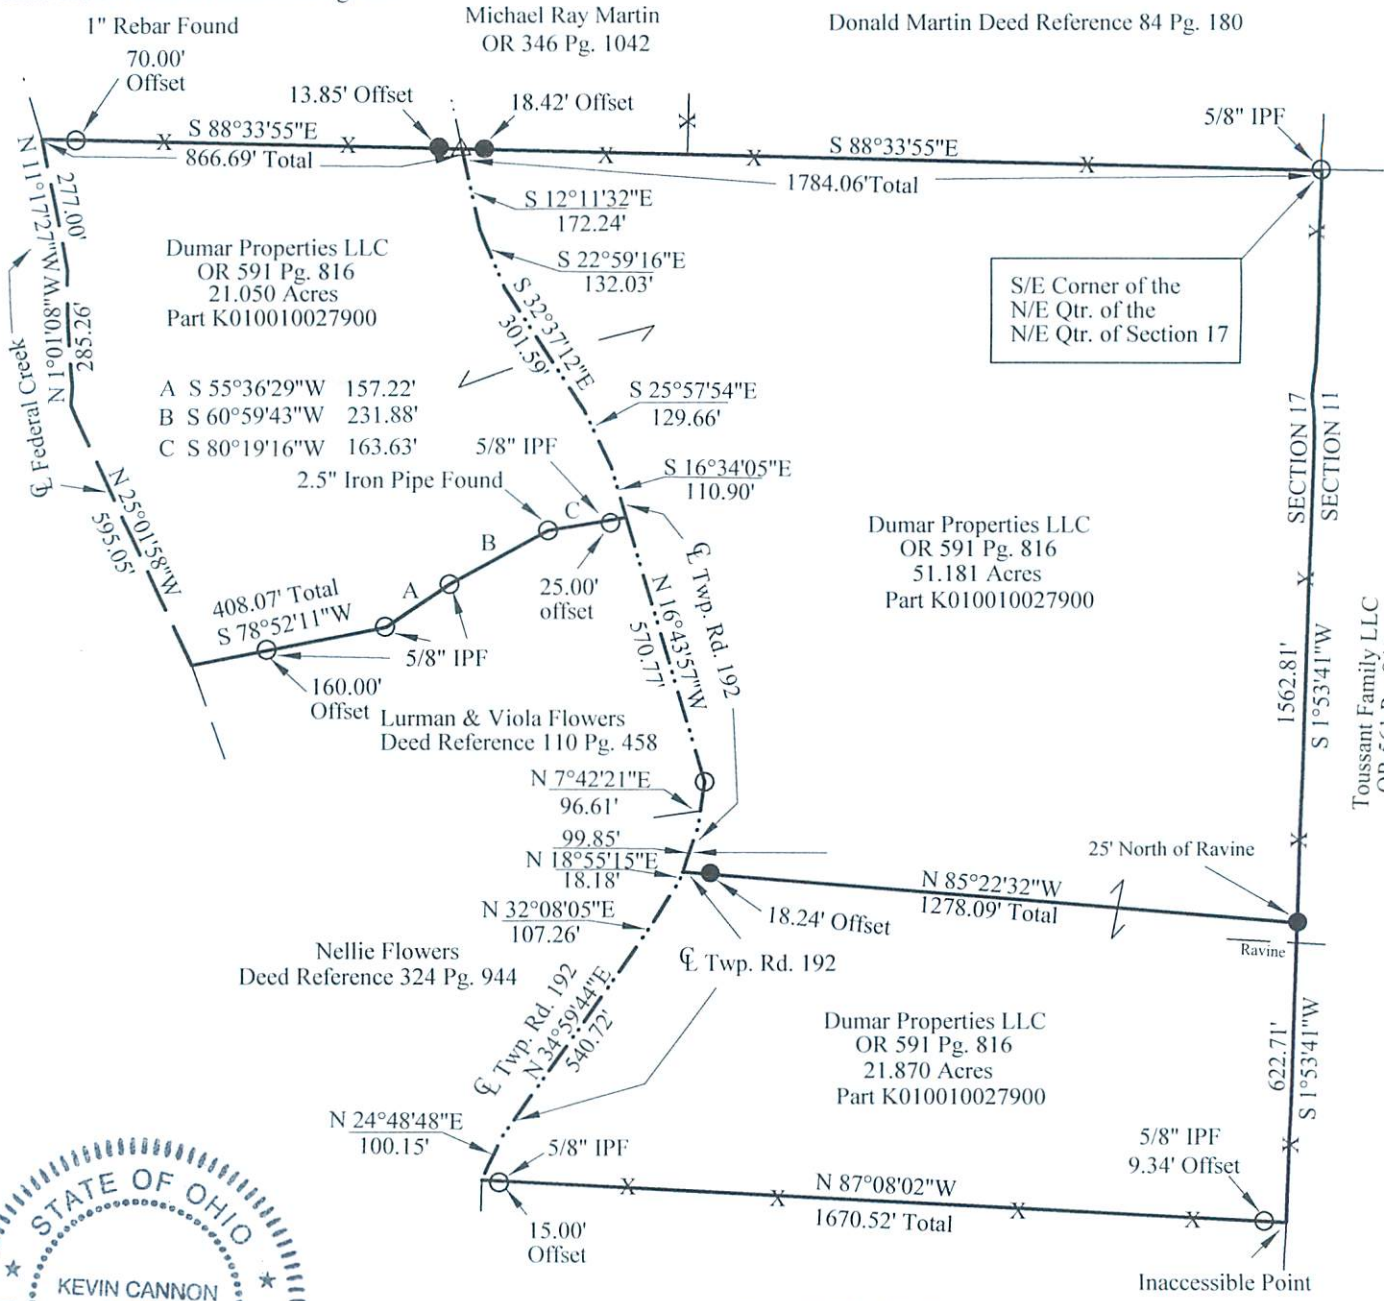 Michael Ray Martin
OR 346 Pg. 1042
Donald Martin Deed Reference 84 Pg. 180
1" Rebar Found
70.00'
Offset
13.85' Offset
18.42' Offset
5/8" IPF
S 88°33'55"E
866.69' Total
S 88°33'55"E
1784.06'Total
N 11°17'27"W
277.00'
S 12°11'32"E
172.24'
S 22°59'16"E
132.03'
Dumar Properties LLC
OR 591 Pg. 816
21.050 Acres
Part K010010027900
S/E Corner of the
N/E Qtr. of the
N/E Qtr. of Section 17
S 32°37'12"E
301.59'
N 1°01'08"W
285.26'
℄ Federal Creek
A S 55°36'29"W 157.22'
B S 60°59'43"W 231.88'
C S 80°19'16"W 163.63'
S 25°57'54"E
129.66'
5/8" IPF
2.5" Iron Pipe Found
S 16°34'05"E
110.90'
SECTION 17
SECTION 11
N 25°01'58"W
595.05'
C
B
A
25.00'
offset
℄ Twp. Rd. 192
Dumar Properties LLC
OR 591 Pg. 816
51.181 Acres
Part K010010027900
408.07' Total
S 78°52'11"W
5/8" IPF
160.00'
Offset
N 16°43'57"W
570.77'
1562.81'
S 1°53'41"W
Toussant Family LLC
Lurman & Viola Flowers
Deed Reference 110 Pg. 458
N 7°42'21"E
96.61'
99.85'
N 18°55'15"E
18.18'
25' North of Ravine
N 85°22'32"W
1278.09' Total
18.24' Offset
N 32°08'05"E
107.26'
Ravine
Nellie Flowers
Deed Reference 324 Pg. 944
℄ Twp. Rd. 192
℄ Twp. Rd. 192
N 34°59'44"E
540.72'
Dumar Properties LLC
OR 591 Pg. 816
21.870 Acres
Part K010010027900
622.71'
S 1°53'41"W
N 24°48'48"E
100.15'
5/8" IPF
5/8" IPF
9.34' Offset
N 87°08'02"W
1670.52' Total
15.00'
Offset
Inaccessible Point
STATE OF OHIO
KEVIN CANNON